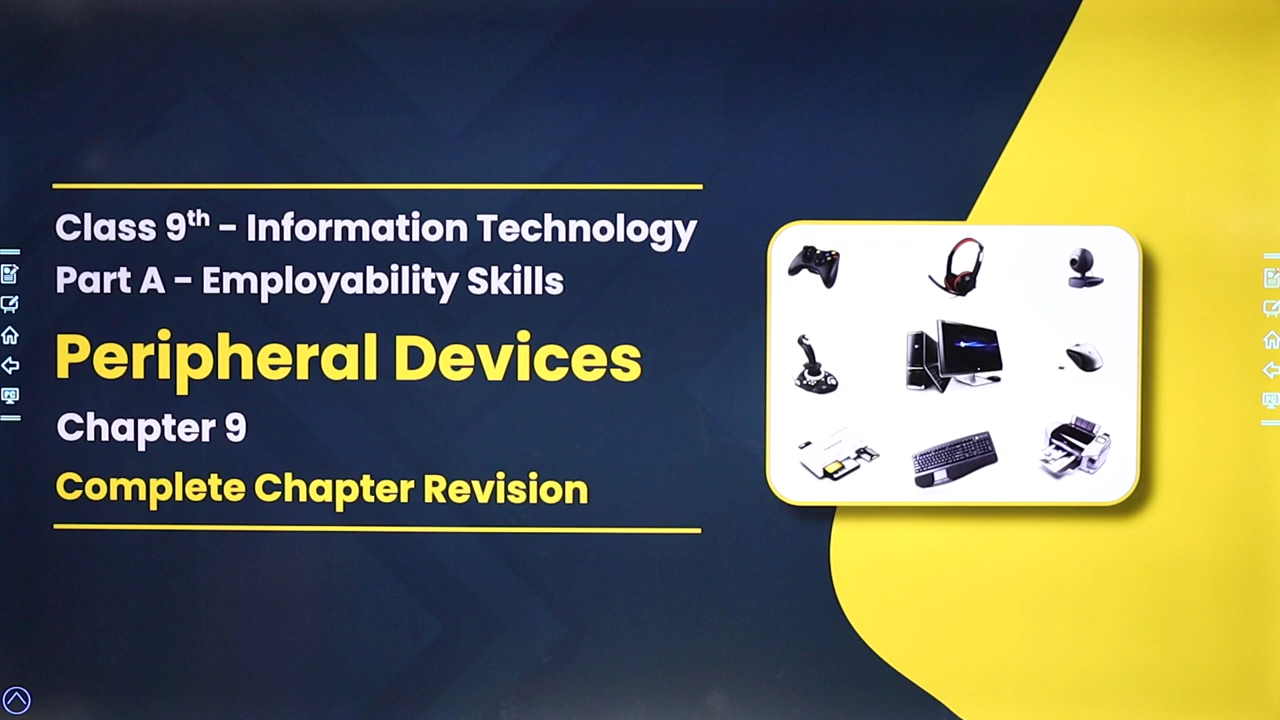 Class 9th - Information Technology
Part A - Employability Skills
Peripheral Devices
Chapter 9
Complete Chapter Revision